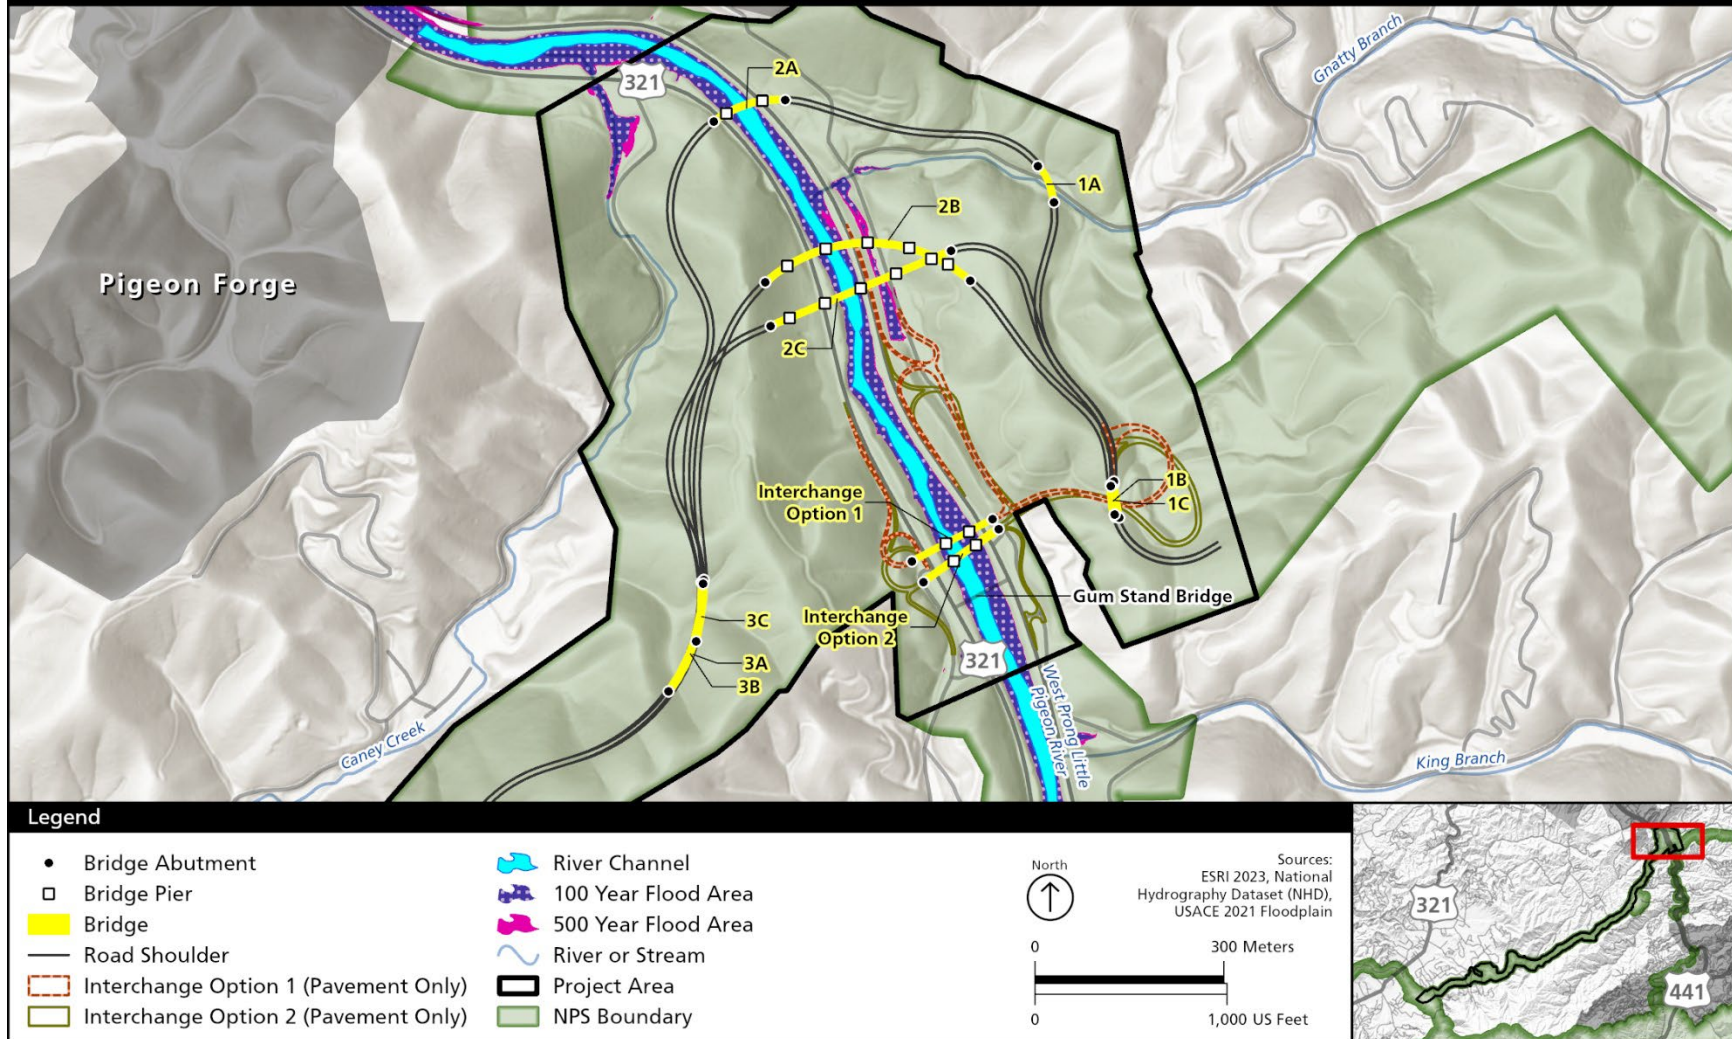 Gnatty Branch
321
2A
1A
2B
Pigeon Forge
2C
Interchange
Option 1
1B
1C
Gum Stand Bridge
Interchange
Option 2
3C
3A
3B
321
West Prong Little
Pigeon River
Caney Creek
King Branch
Legend
Bridge Abutment
Bridge Pier
Bridge
Road Shoulder
Interchange Option 1 (Pavement Only)
Interchange Option 2 (Pavement Only)
River Channel
100 Year Flood Area
500 Year Flood Area
River or Stream
Project Area
NPS Boundary
North
Sources:
ESRI 2023, National
Hydrography Dataset (NHD),
USACE 2021 Floodplain
0 300 Meters
0 1,000 US Feet
321
441